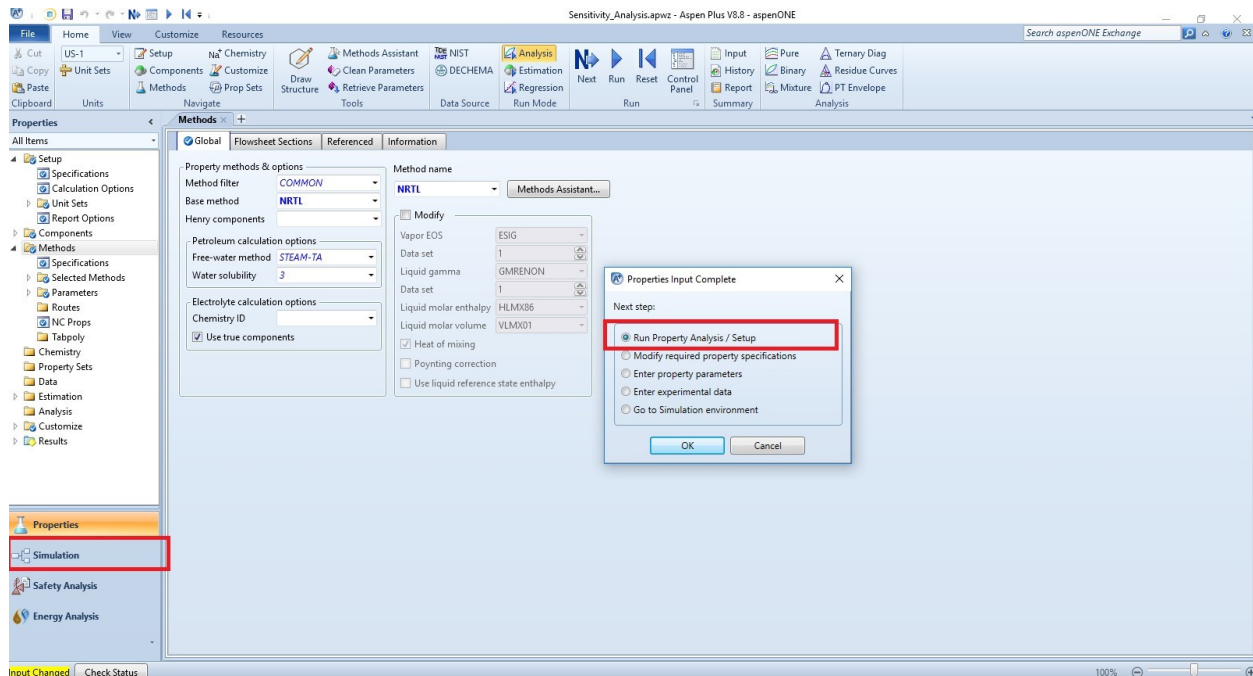 Sensitivity_Analysis.apwz - Aspen Plus V8.8 - aspenONE
File Home View Customize Resources
Search aspenONE Exchange
Cut
Copy
Paste
Clipboard
US-1
Unit Sets
Units
Setup
Components
Methods
Na+ Chemistry
Customize
Prop Sets
Navigate
Draw
Structure
Methods Assistant
Clean Parameters
Retrieve Parameters
Tools
NIST
DECHEMA
Data Source
Analysis
Estimation
Regression
Run Mode
Next
Run
Reset
Control
Panel
Run
Input
History
Report
Summary
Pure
Binary
Mixture
Ternary Diag
Residue Curves
PT Envelope
Analysis
Properties
All Items
Setup
Specifications
Calculation Options
Unit Sets
Report Options
Components
Methods
Specifications
Selected Methods
Parameters
Routes
NC Props
Tabpoly
Chemistry
Property Sets
Data
Estimation
Analysis
Customize
Results
Properties
Simulation
Safety Analysis
Energy Analysis
Methods
Global Flowsheet Sections Referenced Information
Property methods & options
Method filter COMMON
Base method NRTL
Henry components
Petroleum calculation options
Free-water method STEAM-TA
Water solubility 3
Electrolyte calculation options
Chemistry ID
Use true components
Method name
NRTL Methods Assistant...
Modify
Vapor EOS ESIG
Data set 1
Liquid gamma GMRENON
Data set 1
Liquid molar enthalpy HLMX86
Liquid molar volume VLMX01
Heat of mixing
Poynting correction
Use liquid reference state enthalpy
Properties Input Complete
Next step:
Run Property Analysis / Setup
Modify required property specifications
Enter property parameters
Enter experimental data
Go to Simulation environment
OK Cancel
Input Changed Check Status
100%